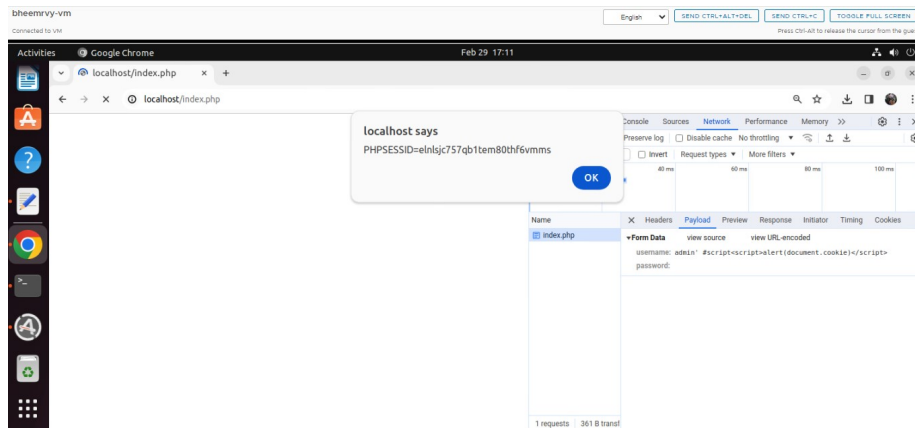 bheemrvy-vm
English
SEND CTRL+ALT+DEL
SEND CTRL+C
TOGGLE FULL SCREEN
Connected to VM
Press Ctrl-Alt to release the cursor from the gue
Activities
Google Chrome
Feb 29 17:11
localhost/index.php
localhost/index.php
localhost says
PHPSESSID=elnlsjc757qb1tem80thf6vmms
OK
Console Sources Network Performance Memory
Preserve log Disable cache No throttling
Invert Request types More filters
40 ms 60 ms 80 ms 100 ms
Name
Headers Payload Preview Response Initiator Timing Cookies
index.php
Form Data view source view URL-encoded
username: admin' #script<script>alert(document.cookie)</script>
password:
1 requests 361 B transf